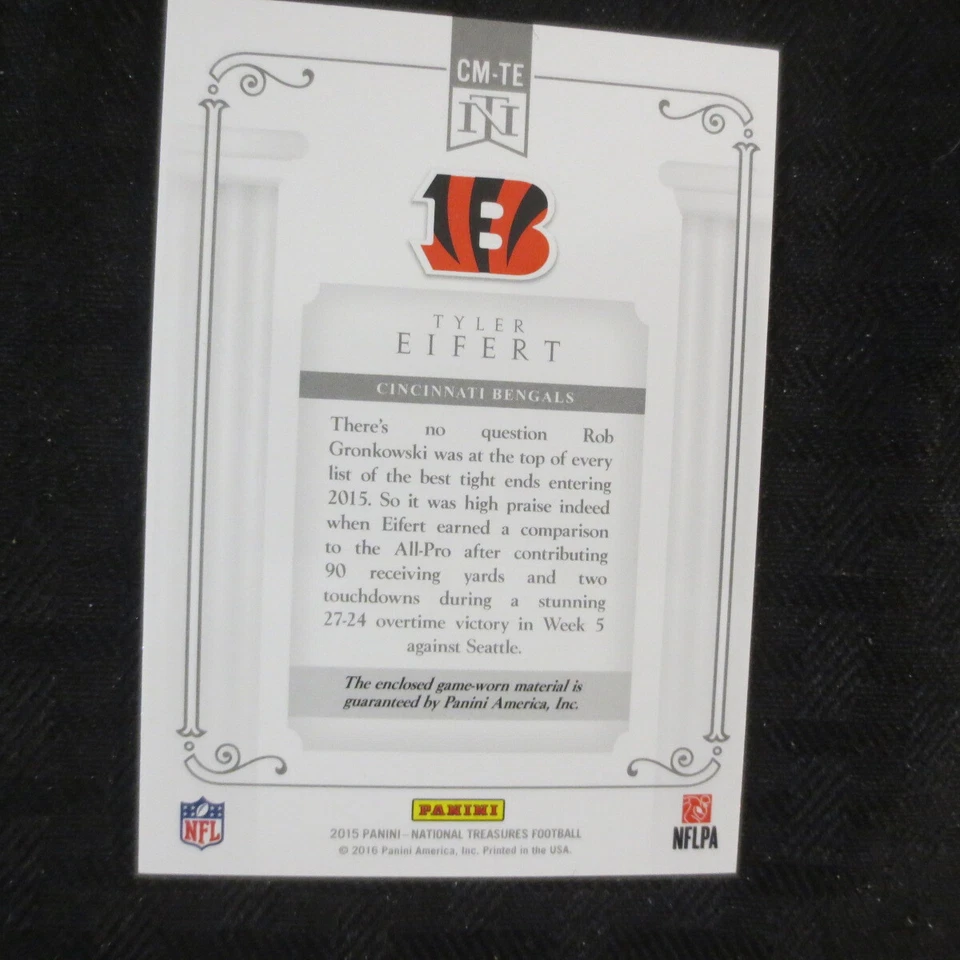 CM-TE
NT
B
TYLER
EIFERT
CINCINNATI BENGALS
There's no question Rob
Gronkowski was at the top of every
list of the best tight ends entering
2015. So it was high praise indeed
when Eifert earned a comparison
to the All-Pro after contributing
90 receiving yards and two
touchdowns during a stunning
27-24 overtime victory in Week 5
against Seattle.
The enclosed game-worn material is
guaranteed by Panini America, Inc.
NFL
PANINI
2015 PANINI – NATIONAL TREASURES FOOTBALL
© 2016 Panini America, Inc. Printed in the USA.
NFLPA